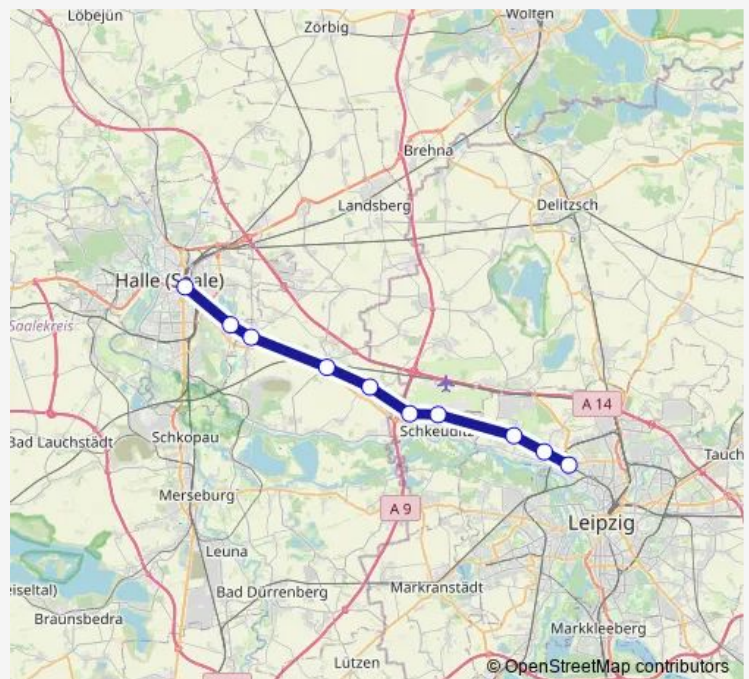 Löbejün
Wolfen
Zörbig
Brehna
Landsberg
Delitzsch
Halle (Saale)
Saalekreis
A 14
Bad Lauchstädt
Schkopau
Schkeuditz
Tauch
Merseburg
A 9
Leipzig
Leuna
eiseltal)
Bad Dürrenberg
Markranstädt
Braunsbedra
Markkleeberg
Lützen
© OpenStreetMap contributors